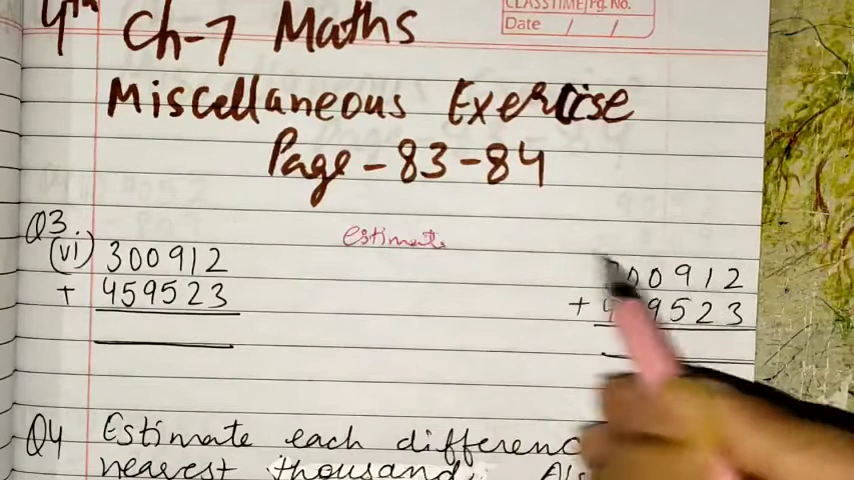 4th Ch-7 Maths
CLASSTIME Pg. No.
Date / /
Miscellaneous Exercise
Page - 83-84
Q3.
(vi) 300912
+ 459523
estimate
00912
+ 4 9523
Q4 Estimate each differenc
nearest thousand.